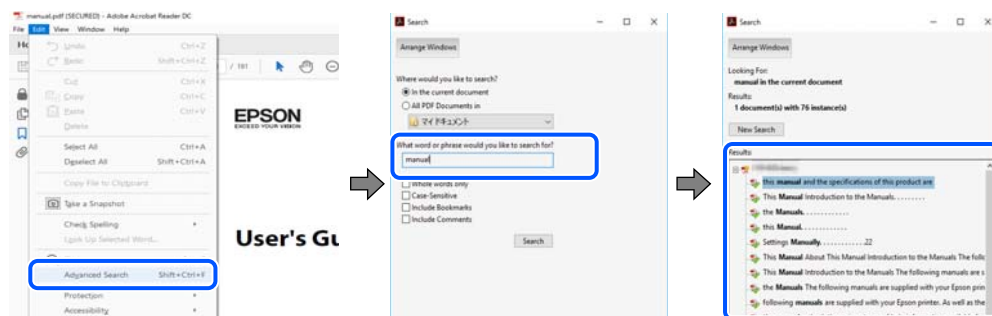 manual.pdf (SECURED) - Adobe Acrobat Reader DC
File Edit View Window Help
Undo Ctrl+Z
Redo Shift+Ctrl+Z
Cut Ctrl+X
Copy Ctrl+C
Paste Ctrl+V
Delete
Select All Ctrl+A
Deselect All Shift+Ctrl+A
Copy File to Clipboard
Take a Snapshot
Check Spelling
Look Up Selected Word...
Advanced Search Shift+Ctrl+F
Protection
Accessibility
/ 191
EPSON
EXCEED YOUR VISION
User's Gu
Search
Arrange Windows
Where would you like to search?
In the current document
All PDF Documents in
マイ ドキュメント
What word or phrase would you like to search for?
manual
Whole words only
Case-Sensitive
Include Bookmarks
Include Comments
Search
Search
Arrange Windows
Looking For:
manual in the current document
Results:
1 document(s) with 76 instance(s)
New Search
Results:
this manual and the specifications of this product are
This Manual Introduction to the Manuals. . . . . . . . .
the Manuals. . . . . . . . . . . . .
this Manual. . . . . . . . . . . . .
Settings Manually. . . . . . . . . . . . .22
This Manual About This Manual Introduction to the Manuals The follo
This Manual Introduction to the Manuals The following manuals are s
the Manuals The following manuals are supplied with your Epson prin
following manuals are supplied with your Epson printer. As well as the